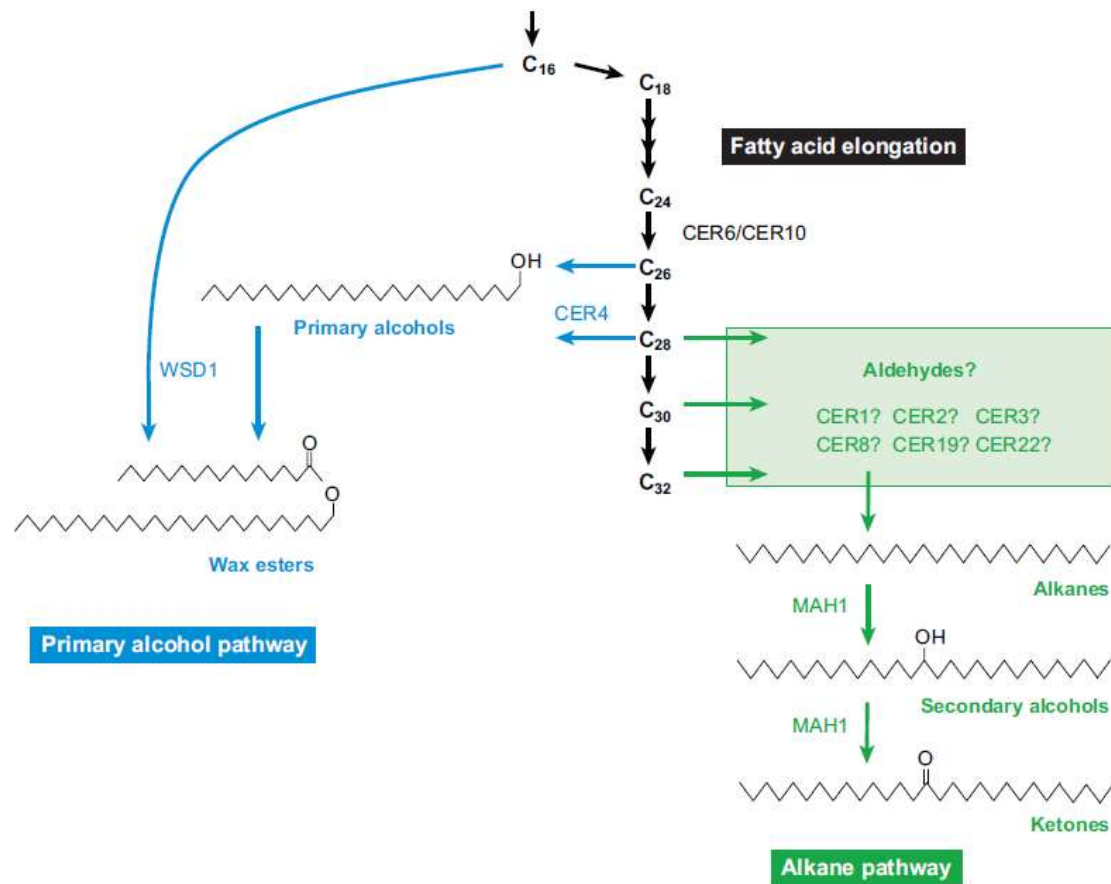 C₁₆
C₁₈
Fatty acid elongation
C₂₄
CER6/CER10
OH
C₂₆
Primary alcohols
CER4
C₂₈
WSD1
Aldehydes?
C₃₀
CER1? CER2? CER3?
CER8? CER19? CER22?
O
C₃₂
O
Wax esters
Alkanes
Primary alcohol pathway
MAH1
OH
Secondary alcohols
MAH1
O
Ketones
Alkane pathway